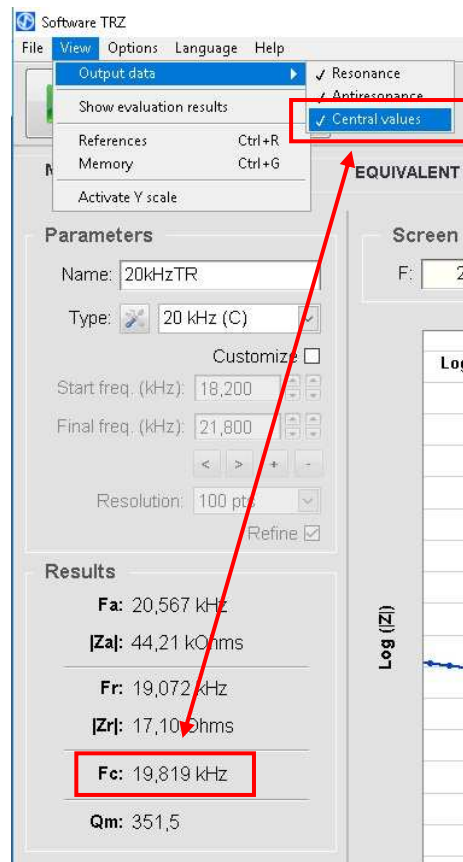 Software TRZ
File View Options Language Help
Output data
✓ Resonance
✓ Antiresonance
✓ Central values
Show evaluation results
References Ctrl+R
Memory Ctrl+G
Activate Y scale
EQUIVALENT
Parameters
Name: 20kHzTR
Type: 20 kHz (C)
Customize
Start freq. (kHz): 18,200
Final freq. (kHz): 21,800
< > + -
Resolution: 100 pts
Refine
Results
Fa: 20,567 kHz
|Za|: 44,21 kOhms
Fr: 19,072 kHz
|Zr|: 17,10 Ohms
Fc: 19,819 kHz
Qm: 351,5
Screen
F: 2
Log
Log (|Z|)